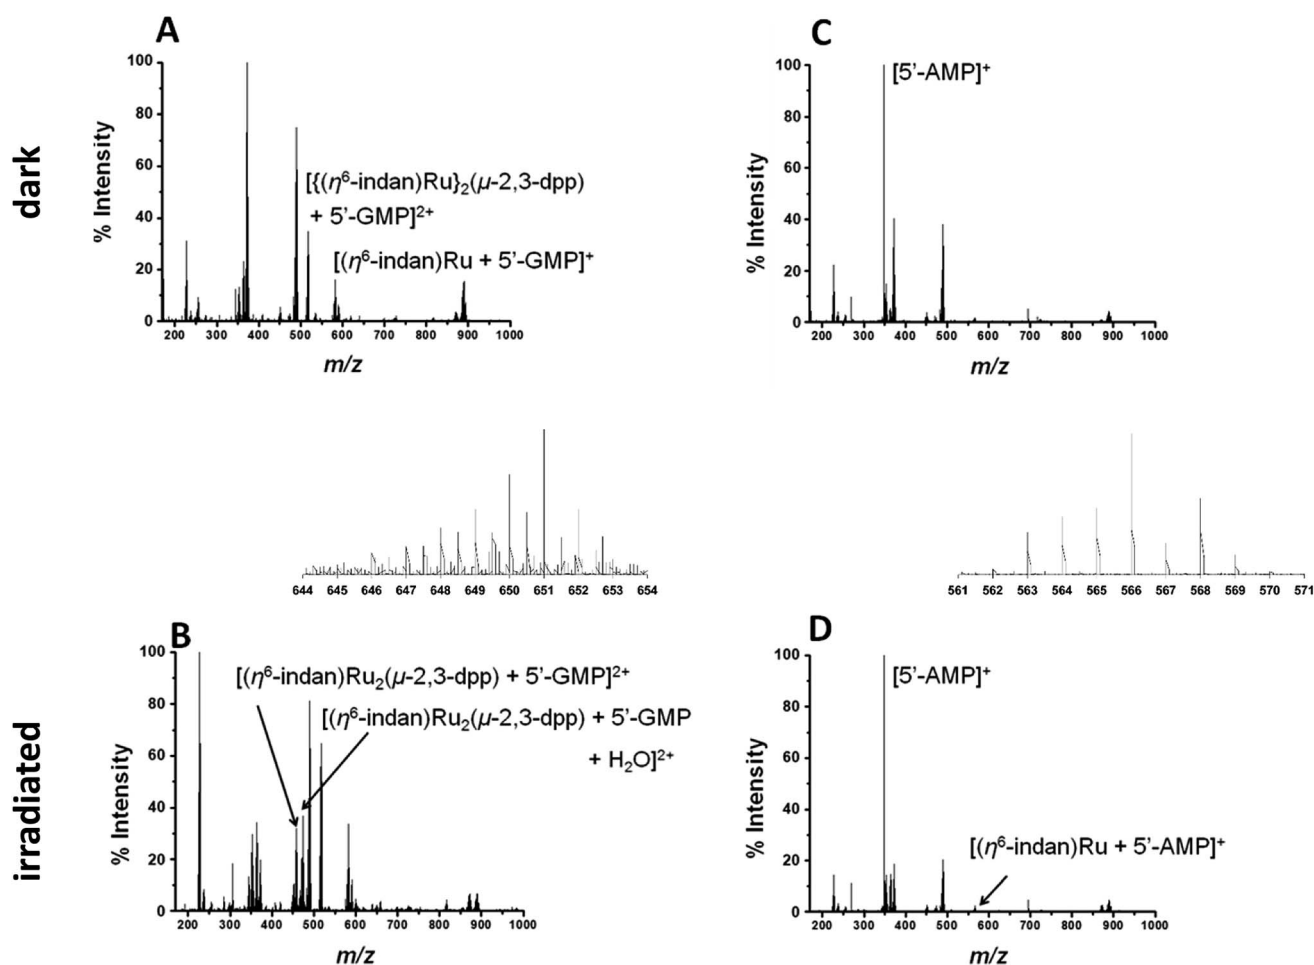 A
C
dark
% Intensity
100
80
60
40
20
0
[{(η⁶-indan)Ru}₂(μ-2,3-dpp)
+ 5'-GMP]²⁺
[(η⁶-indan)Ru + 5'-GMP]⁺
200 300 400 500 600 700 800 900 1000
m/z
% Intensity
100
80
60
40
20
0
[5'-AMP]⁺
200 300 400 500 600 700 800 900 1000
m/z
644 645 646 647 648 649 650 651 652 653 654
561 562 563 564 565 566 567 568 569 570 571
B
D
irradiated
% Intensity
100
80
60
40
20
0
[(η⁶-indan)Ru₂(μ-2,3-dpp) + 5'-GMP]²⁺
[(η⁶-indan)Ru₂(μ-2,3-dpp) + 5'-GMP
+ H₂O]²⁺
200 300 400 500 600 700 800 900 1000
m/z
% Intensity
100
80
60
40
20
0
[5'-AMP]⁺
[(η⁶-indan)Ru + 5'-AMP]⁺
200 300 400 500 600 700 800 900 1000
m/z